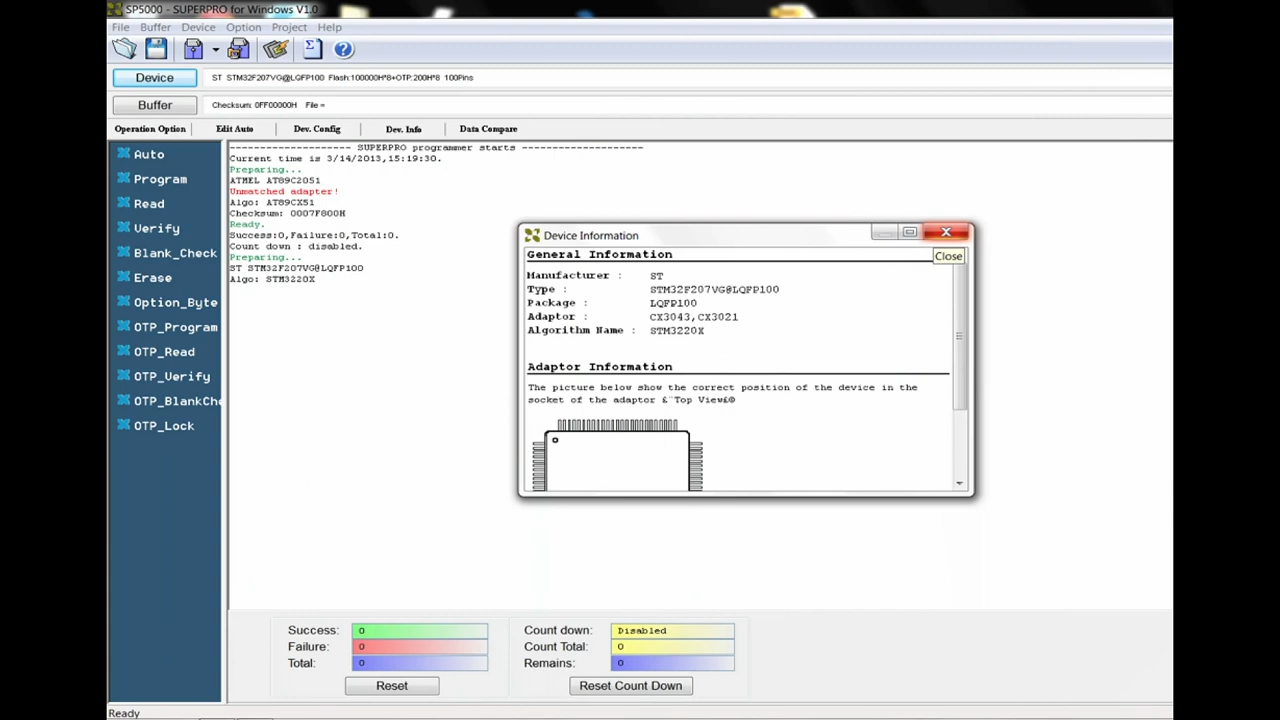 SP5000 - SUPERPRO for Windows V1.0
File Buffer Device Option Project Help
Device ST STM32F207VG@LQFP100 Flash:100000H*8+OTP:200H*8 100Pins
Buffer Checksum: 0FF00000H File =
Operation Option Edit Auto Dev. Config Dev. Info Data Compare
Auto
Program
Read
Verify
Blank_Check
Erase
Option_Byte
OTP_Program
OTP_Read
OTP_Verify
OTP_BlankChe
OTP_Lock
------------------- SUPERPRO programmer starts -------------------
Current time is 3/14/2013,15:19:30.
Preparing...
ATMEL AT89C2051
Unmatched adapter!
Algo: AT89CX51
Checksum: 0007F800H
Ready.
Success:0,Failure:0,Total:0.
Count down : disabled.
Preparing...
ST STM32F207VG@LQFP100
Algo: STM3220X
Device Information
Close
General Information
Manufacturer : ST
Type : STM32F207VG@LQFP100
Package : LQFP100
Adaptor : CX3043,CX3021
Algorithm Name : STM3220X
Adaptor Information
The picture below show the correct position of the device in the
socket of the adaptor £¨Top View£©
Success: 0
Failure: 0
Total: 0
Reset
Count down: Disabled
Count Total: 0
Remains: 0
Reset Count Down
Ready